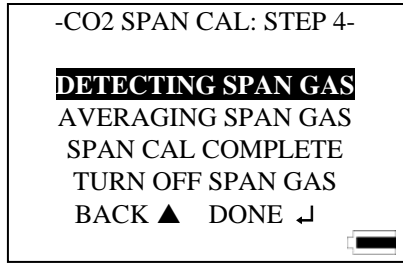 -CO2 SPAN CAL: STEP 4-
DETECTING SPAN GAS
AVERAGING SPAN GAS
SPAN CAL COMPLETE
TURN OFF SPAN GAS
BACK ▲ DONE ↵